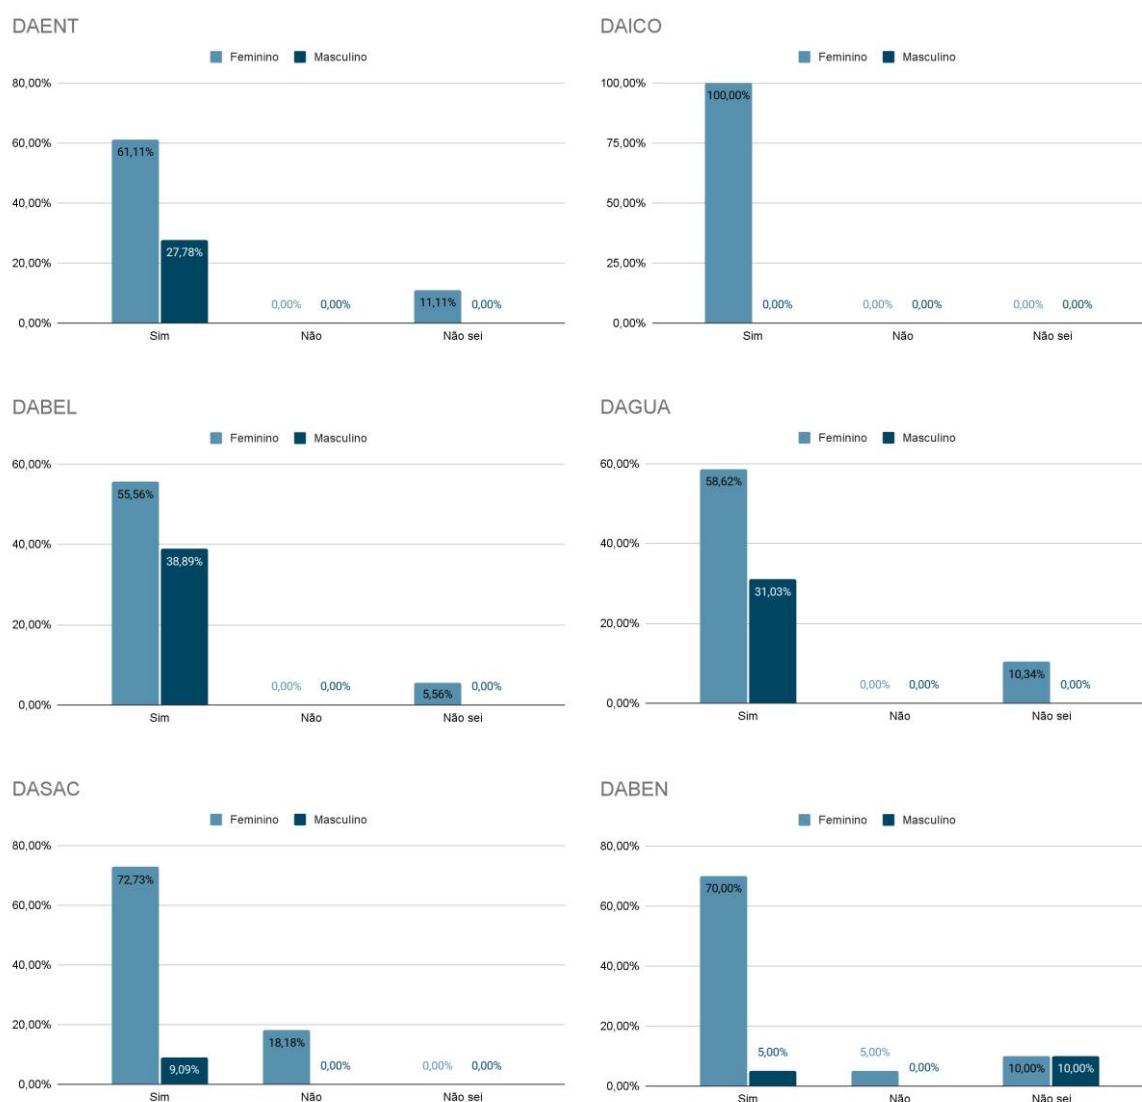 DAENT
Feminino Masculino
80,00%
60,00%
40,00%
20,00%
0,00%
61,11%
27,78%
0,00% 0,00%
11,11% 0,00%
Sim Não Não sei
DAICO
Feminino Masculino
100,00%
75,00%
50,00%
25,00%
0,00%
100,00%
0,00%
0,00% 0,00%
0,00% 0,00%
Sim Não Não sei
DABEL
Feminino Masculino
60,00%
40,00%
20,00%
0,00%
55,56%
38,89%
0,00% 0,00%
5,56% 0,00%
Sim Não Não sei
DAGUA
Feminino Masculino
60,00%
40,00%
20,00%
0,00%
58,62%
31,03%
0,00% 0,00%
10,34% 0,00%
Sim Não Não sei
DASAC
Feminino Masculino
80,00%
60,00%
40,00%
20,00%
0,00%
72,73%
9,09%
18,18% 0,00%
0,00% 0,00%
Sim Não Não sei
DABEN
Feminino Masculino
80,00%
60,00%
40,00%
20,00%
0,00%
70,00%
5,00%
5,00% 0,00%
10,00% 10,00%
Sim Não Não sei